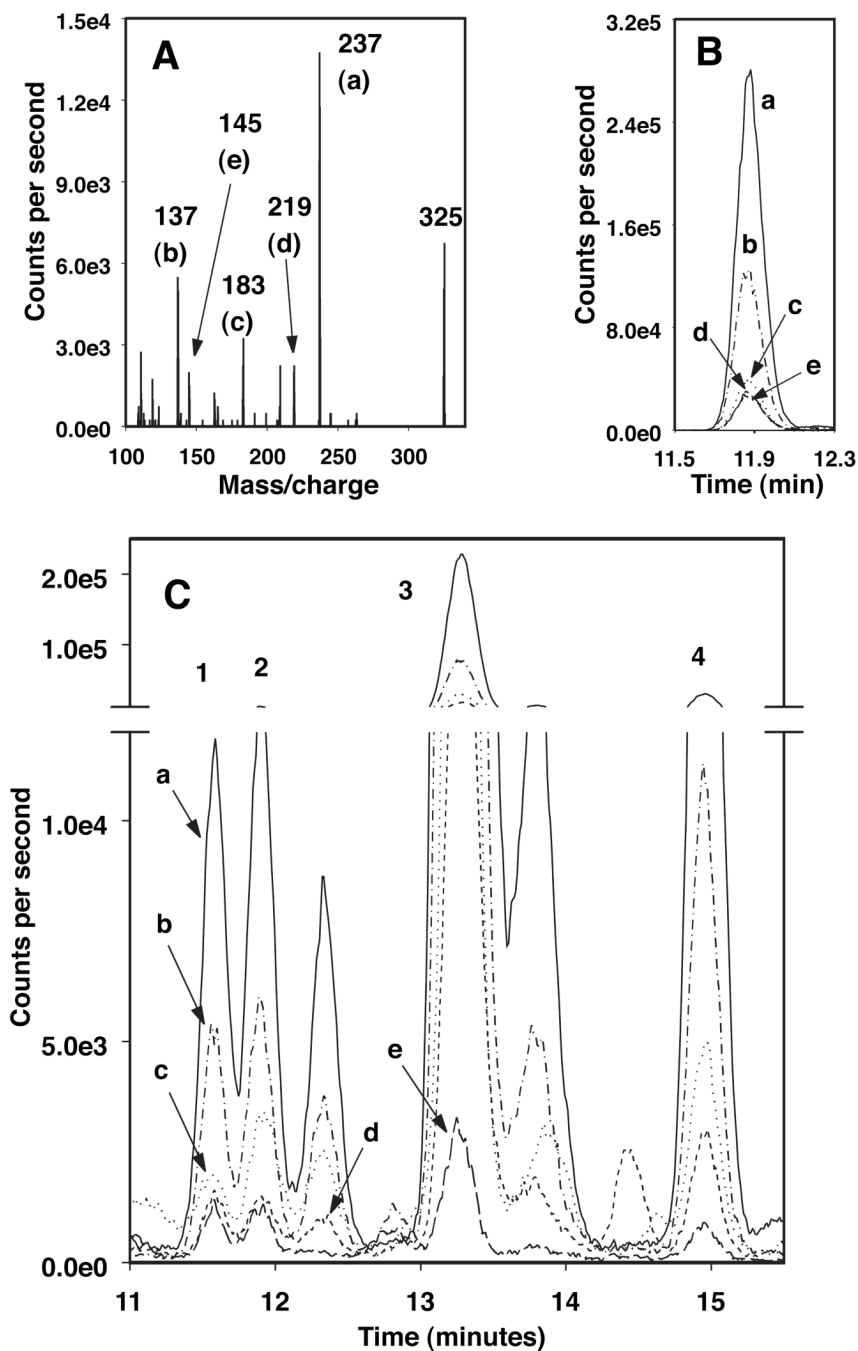 A
Counts per second
1.5e4
1.2e4
9.0e3
6.0e3
3.0e3
0.0e0
237
(a)
145
(e)
137
(b)
219
(d)
183
(c)
325
100
150
200
250
300
Mass/charge
B
Counts per second
3.2e5
2.4e5
1.6e5
8.0e4
0.0e0
a
b
c
d
e
11.5
11.9
12.3
Time (min)
C
Counts per second
2.0e5
1.0e5
1.0e4
5.0e3
0.0e0
1
2
3
4
a
b
c
d
e
11
12
13
14
15
Time (minutes)